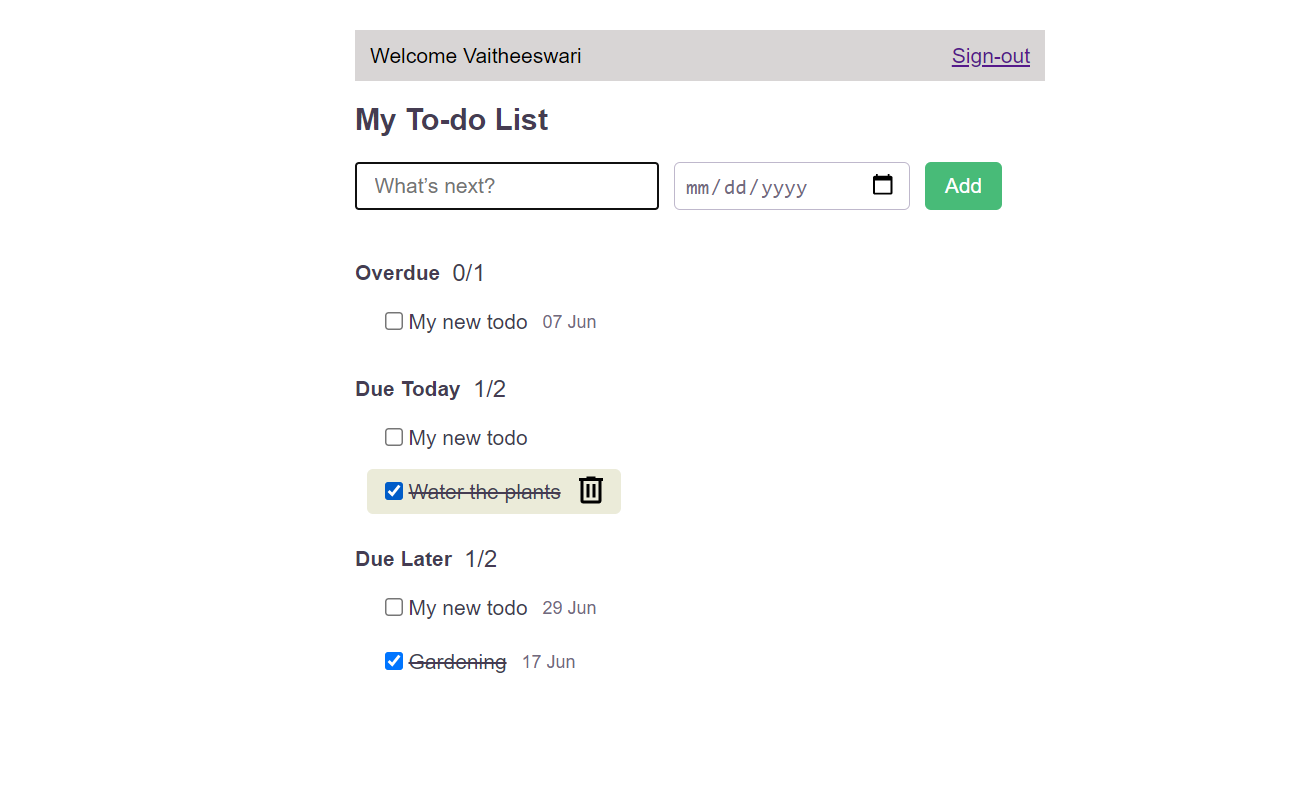 Welcome Vaitheeswari Sign-out
My To-do List
What’s next? mm/dd/yyyy Add
Overdue 0/1
My new todo 07 Jun
Due Today 1/2
My new todo
Water the plants
Due Later 1/2
My new todo 29 Jun
Gardening 17 Jun